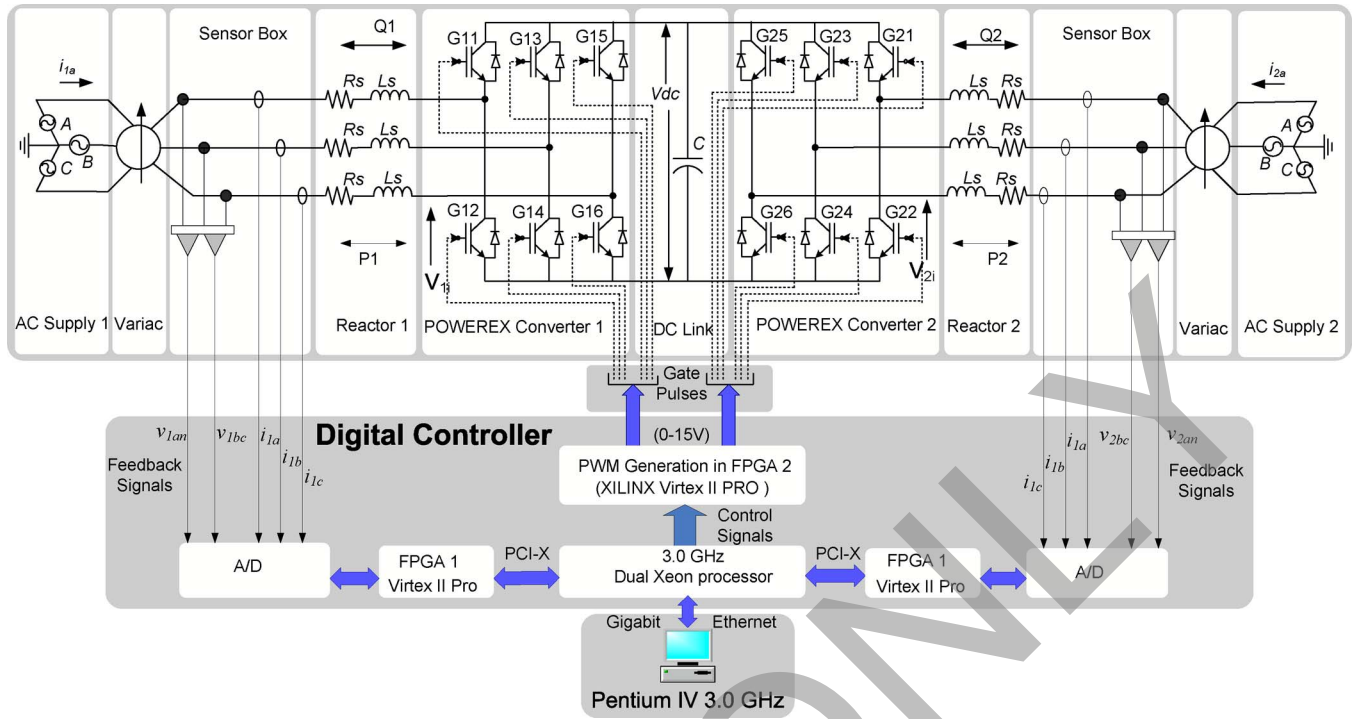 Sensor Box
Q1
G11
G13
G15
G25
G23
G21
Q2
Sensor Box
i1a
Rs
Ls
Vdc
Ls
Rs
i2a
A
B
C
Rs
Ls
C
Ls
Rs
A
B
C
Rs
Ls
Ls
Rs
G12
G14
G16
G26
G24
G22
P1
V1i
V2i
P2
AC Supply 1
Variac
Reactor 1
POWEREX Converter 1
DC Link
POWEREX Converter 2
Reactor 2
Variac
AC Supply 2
Gate
Pulses
v1an
v1bc
i1a
i1b
i1c
Digital Controller
(0-15V)
i1c
i1b
i1a
v2bc
v2an
Feedback
Signals
Feedback
Signals
PWM Generation in FPGA 2
(XILINX Virtex II PRO )
Control
Signals
A/D
FPGA 1
Virtex II Pro
PCI-X
3.0 GHz
Dual Xeon processor
PCI-X
FPGA 1
Virtex II Pro
A/D
Gigabit
Ethernet
Pentium IV 3.0 GHz
ONLY